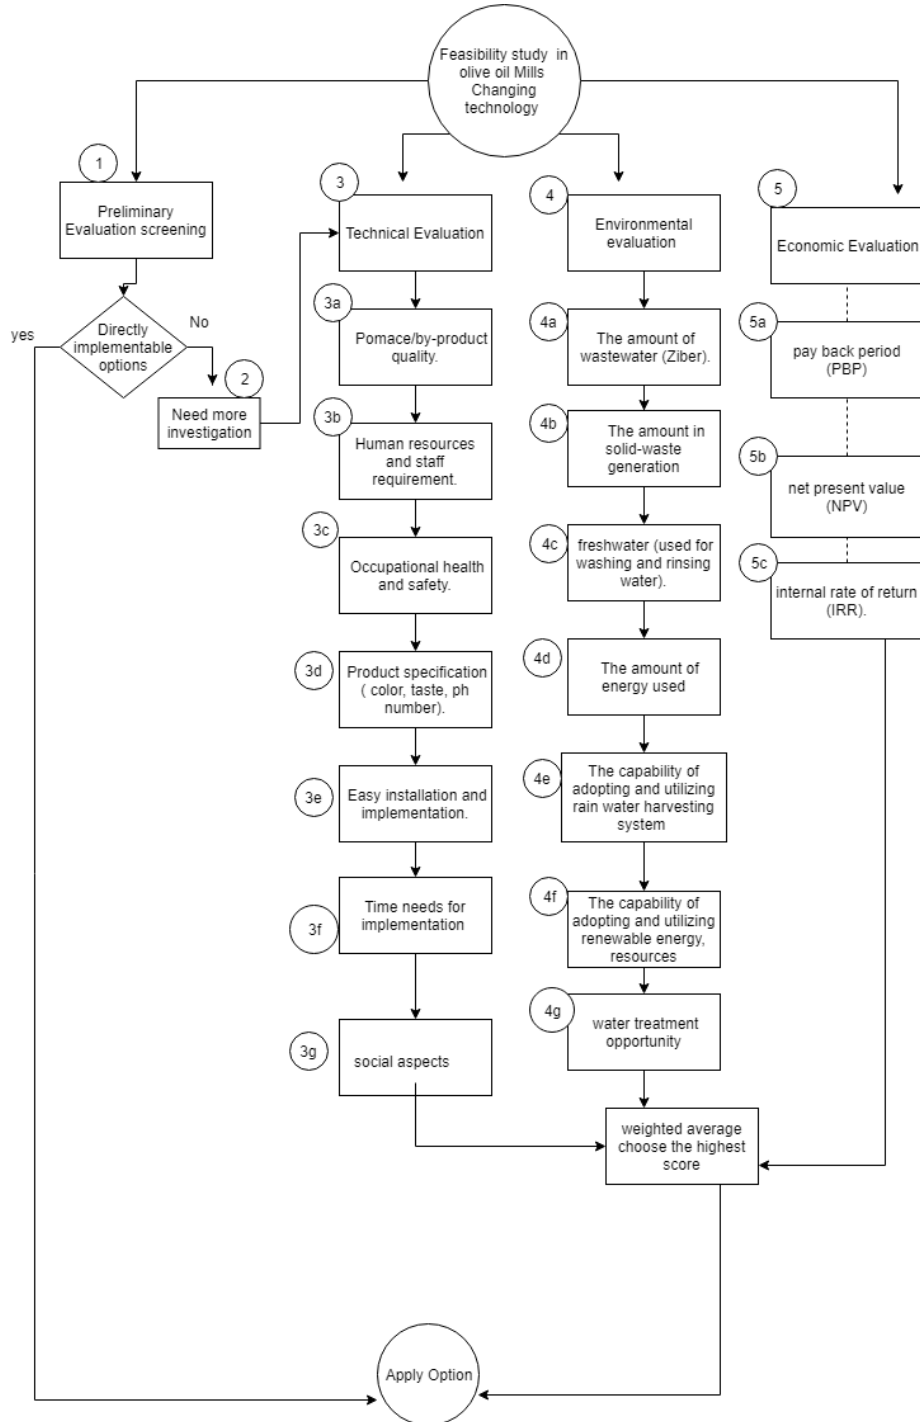 Feasibility study in
olive oil Mills
Changing
technology
1
Preliminary
Evaluation screening
yes
Directly
implementable
options
No
2
Need more
investigation
3
Technical Evaluation
3a
Pomace/by-product
quality.
3b
Human resources
and staff
requirement.
3c
Occupational health
and safety.
3d
Product specification
( color, taste, ph
number).
3e
Easy installation and
implementation.
3f
Time needs for
implementation
3g
social aspects
4
Environmental
evaluation
4a
The amount of
wastewater (Ziber).
4b
The amount in
solid-waste
generation
4c
freshwater (used for
washing and rinsing
water).
4d
The amount of
energy used
4e
The capability of
adopting and utilizing
rain water harvesting
system
4f
The capability of
adopting and utilizing
renewable energy,
resources
4g
water treatment
opportunity
5
Economic Evaluation
5a
pay back period
(PBP)
5b
net present value
(NPV)
5c
internal rate of return
(IRR).
weighted average
choose the highest
score
Apply Option